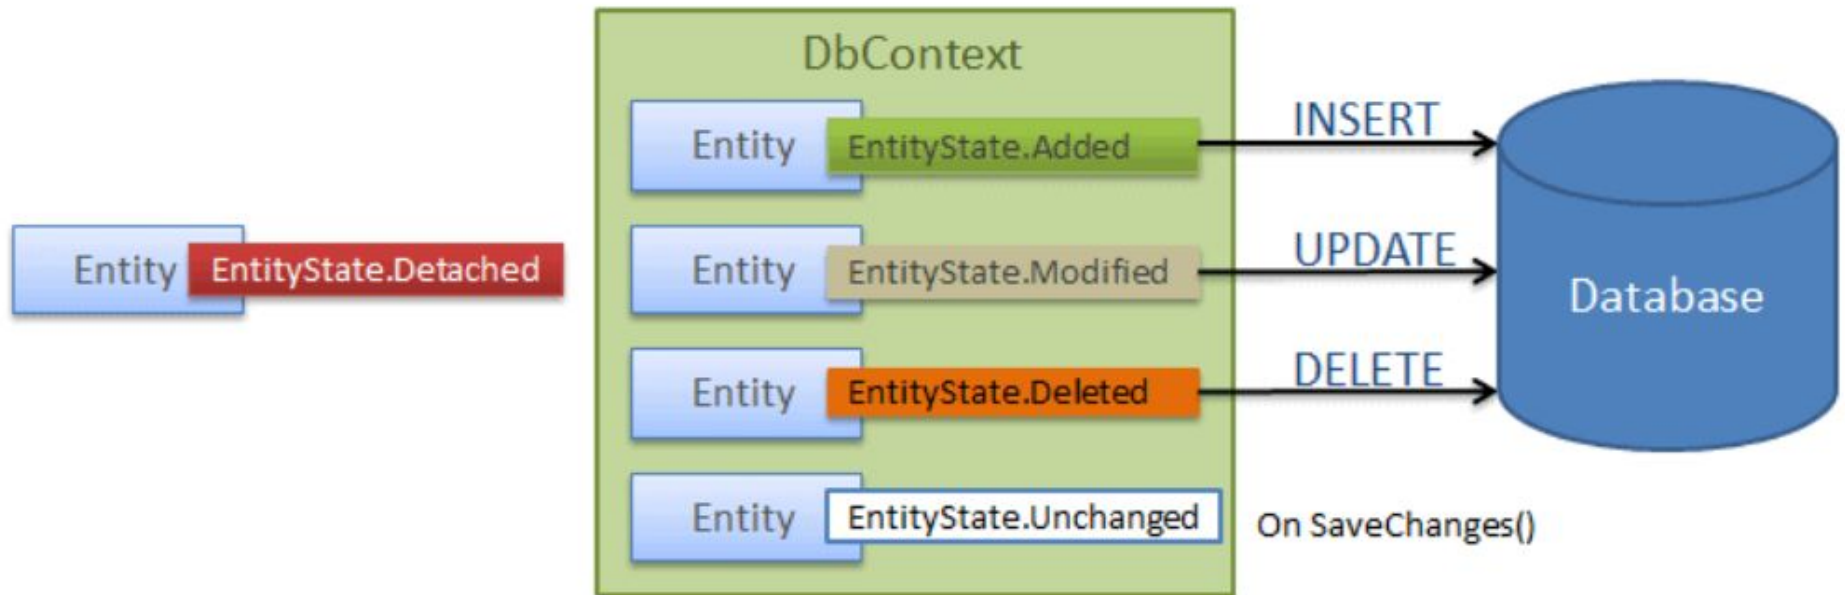 DbContext
Entity EntityState.Added
INSERT
Entity EntityState.Detached
Entity EntityState.Modified
UPDATE
Database
Entity EntityState.Deleted
DELETE
Entity EntityState.Unchanged
On SaveChanges()